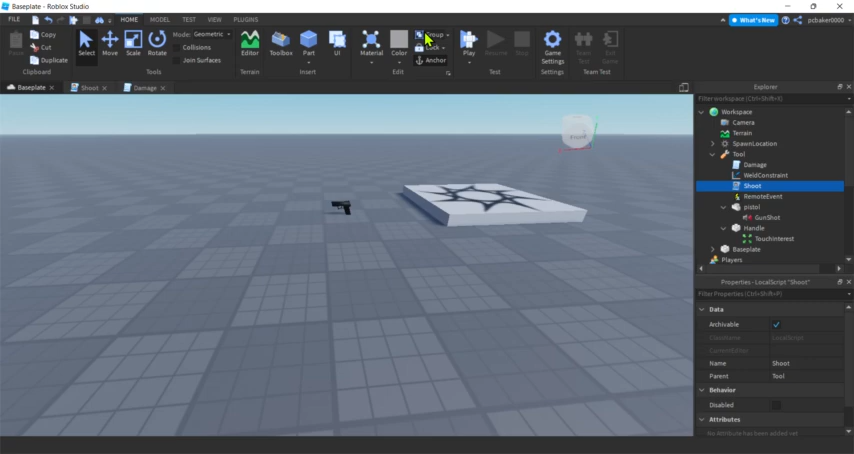 Baseplate - Roblox Studio
FILE HOME MODEL TEST VIEW PLUGINS What's New pcbaker0000
Copy
Cut
Duplicate
Paste
Clipboard
Select Move Scale Rotate
Mode: Geometric
Collisions
Join Surfaces
Tools
Editor
Terrain
Toolbox Part UI
Insert
Material Color
Group
Lock
Anchor
Edit
Play Resume Stop
Test
Game Settings
Settings
Team Test
Baseplate Shoot Damage
Front
Explorer
Filter workspace (Ctrl+Shift+X)
Workspace
Camera
Terrain
SpawnLocation
Tool
Damage
WeldConstraint
Shoot
RemoteEvent
pistol
GunShot
Handle
TouchInterest
Baseplate
Players
Properties - LocalScript "Shoot"
Filter Properties (Ctrl+Shift+P)
Data
Archivable
ClassName LocalScript
Name Shoot
Parent Tool
Behavior
Disabled
Attributes
No Attribute has been added yet